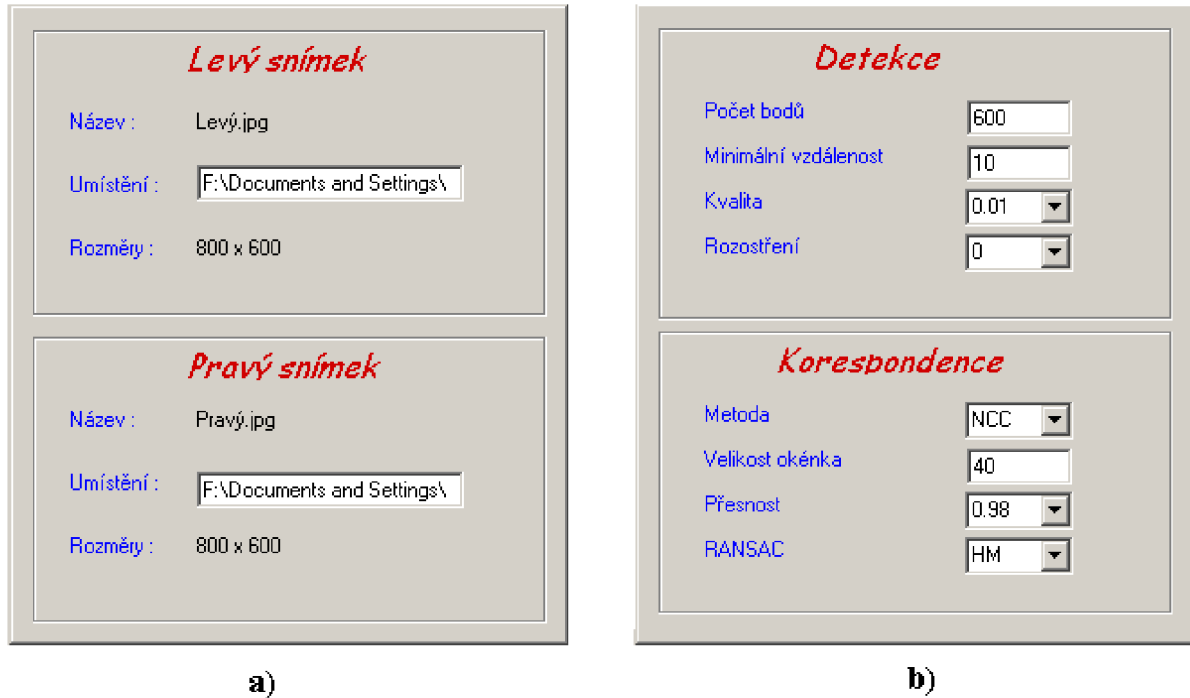 Levý snímek
Název : Levý.jpg
Umístění : F:\Documents and Settings\
Rozměry : 800 x 600
Pravý snímek
Název : Pravý.jpg
Umístění : F:\Documents and Settings\
Rozměry : 800 x 600
a)
Detekce
Počet bodů 600
Minimální vzdálenost 10
Kvalita 0.01
Rozostření 0
Korespondence
Metoda NCC
Velikost okénka 40
Přesnost 0.98
RANSAC HM
b)